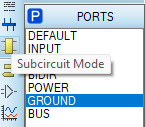 P PORTS
DEFAULT
INPUT
Subcircuit Mode
BIDIR
POWER
GROUND
BUS